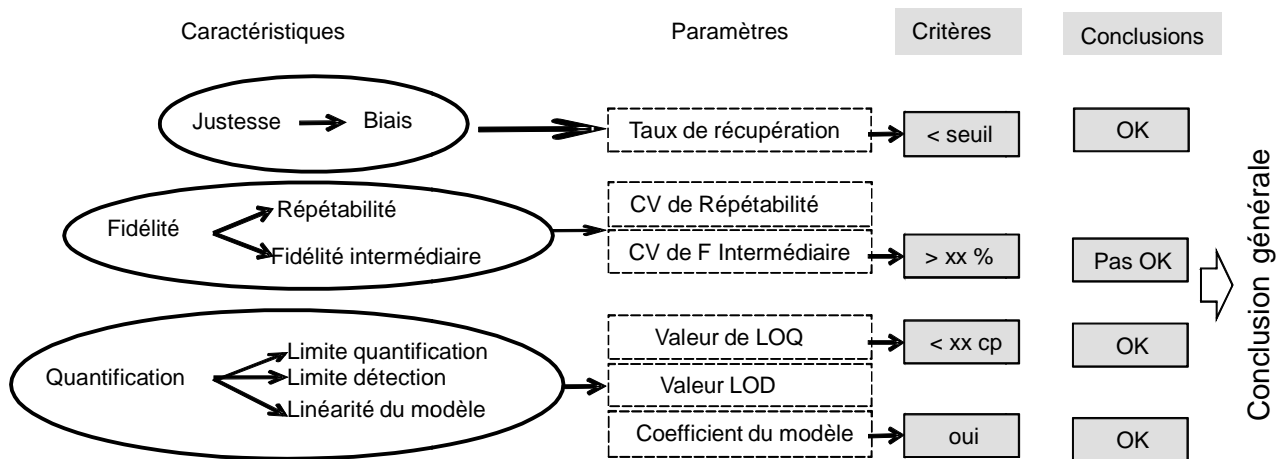 Caractéristiques Paramètres Critères Conclusions
Justesse Biais Taux de récupération < seuil OK
Répétabilité CV de Répétabilité
Fidélité
Fidélité intermédiaire CV de F Intermédiaire > xx % Pas OK
Limite quantification Valeur de LOQ < xx cp OK
Quantification Limite détection Valeur LOD
Linéarité du modèle Coefficient du modèle oui OK
Conclusion générale